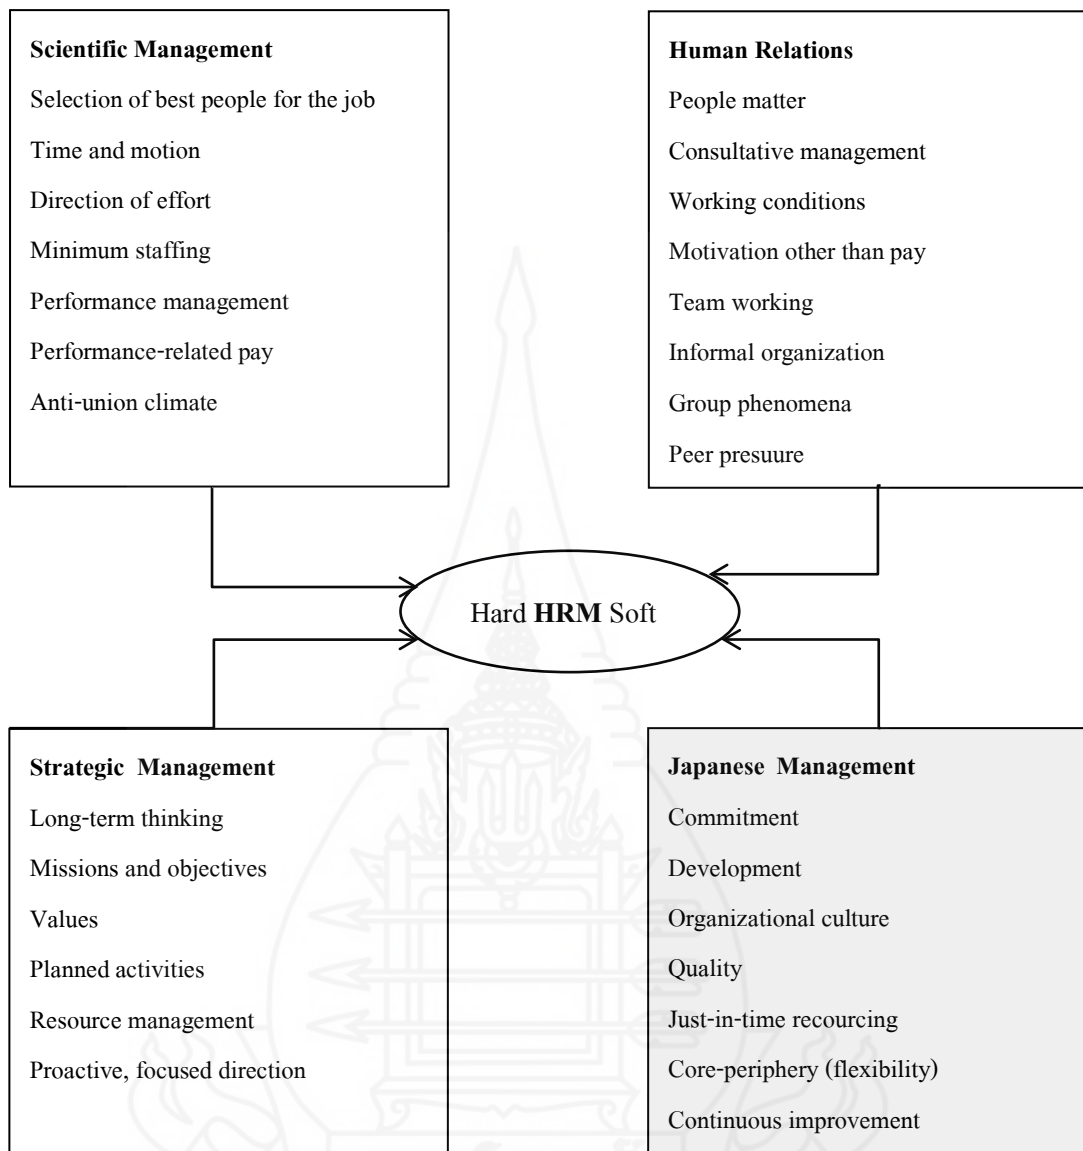 Scientific Management
Selection of best people for the job
Time and motion
Direction of effort
Minimum staffing
Performance management
Performance-related pay
Anti-union climate
Human Relations
People matter
Consultative management
Working conditions
Motivation other than pay
Team working
Informal organization
Group phenomena
Peer presuure
Hard HRM Soft
Strategic Management
Long-term thinking
Missions and objectives
Values
Planned activities
Resource management
Proactive, focused direction
Japanese Management
Commitment
Development
Organizational culture
Quality
Just-in-time recourcing
Core-periphery (flexibility)
Continuous improvement